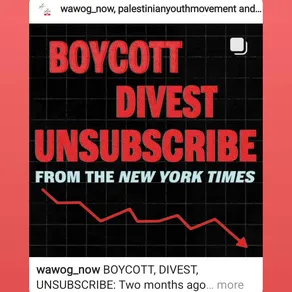 wawog_now, palestinianyouthmovement and...
BOYCOTT
DIVEST
UNSUBSCRIBE
FROM THE NEW YORK TIMES
wawog_now BOYCOTT, DIVEST,
UNSUBSCRIBE: Two months ago... more